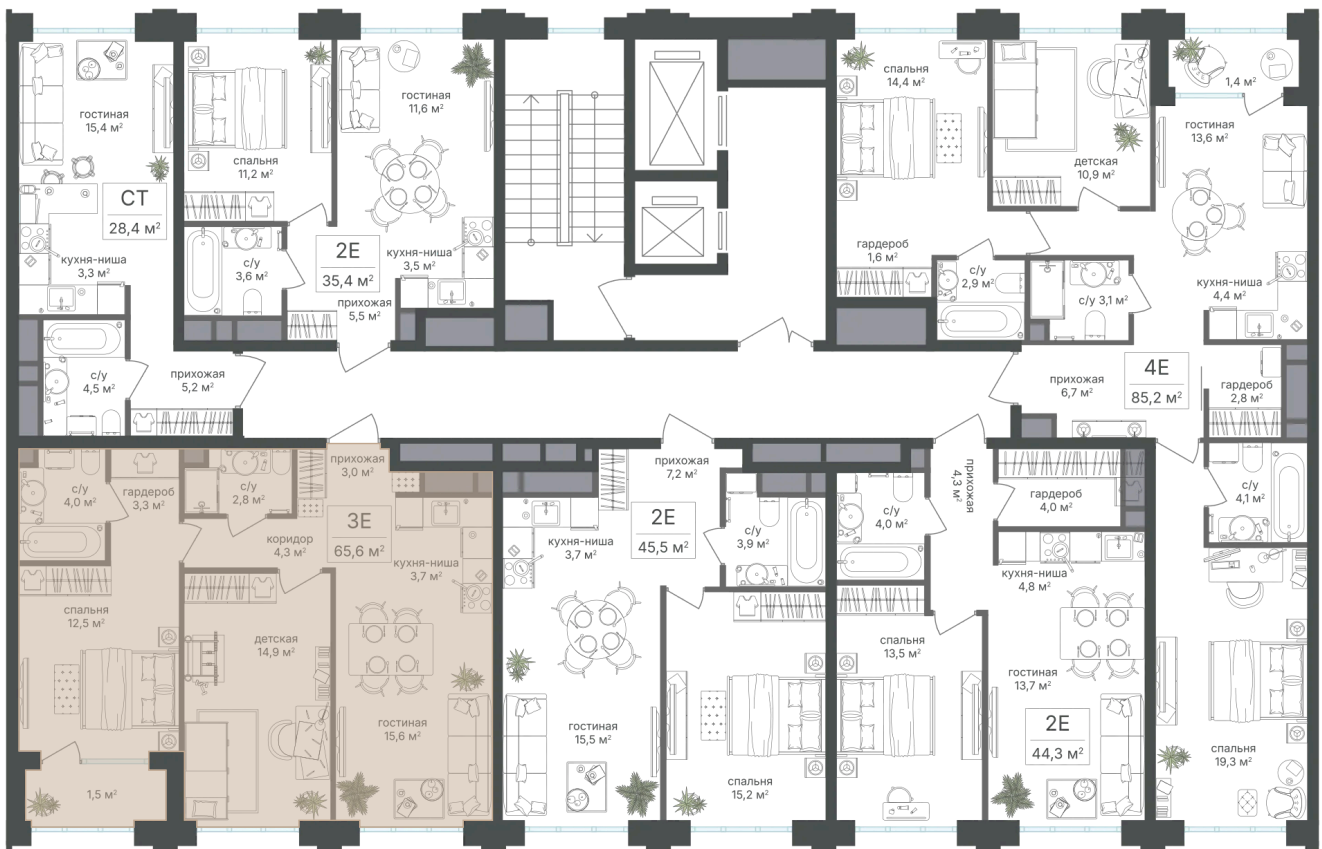 гостиная
15,4 м²
СТ
28,4 м²
кухня-ниша
3,3 м²
с/у
4,5 м²
прихожая
5,2 м²
спальня
11,2 м²
с/у
3,6 м²
2Е
35,4 м²
гостиная
11,6 м²
кухня-ниша
3,5 м²
прихожая
5,5 м²
спальня
14,4 м²
гардероб
1,6 м²
с/у
2,9 м²
детская
10,9 м²
с/у 3,1 м²
1,4 м²
гостиная
13,6 м²
кухня-ниша
4,4 м²
прихожая
6,7 м²
4Е
85,2 м²
гардероб
2,8 м²
с/у
4,1 м²
спальня
19,3 м²
с/у
4,0 м²
гардероб
3,3 м²
с/у
2,8 м²
прихожая
3,0 м²
3Е
65,6 м²
коридор
4,3 м²
кухня-ниша
3,7 м²
спальня
12,5 м²
детская
14,9 м²
гостиная
15,6 м²
1,5 м²
прихожая
7,2 м²
2Е
45,5 м²
кухня-ниша
3,7 м²
с/у
3,9 м²
гостиная
15,5 м²
спальня
15,2 м²
с/у
4,0 м²
прихожая
4,3 м²
гардероб
4,0 м²
кухня-ниша
4,8 м²
спальня
13,5 м²
гостиная
13,7 м²
2Е
44,3 м²